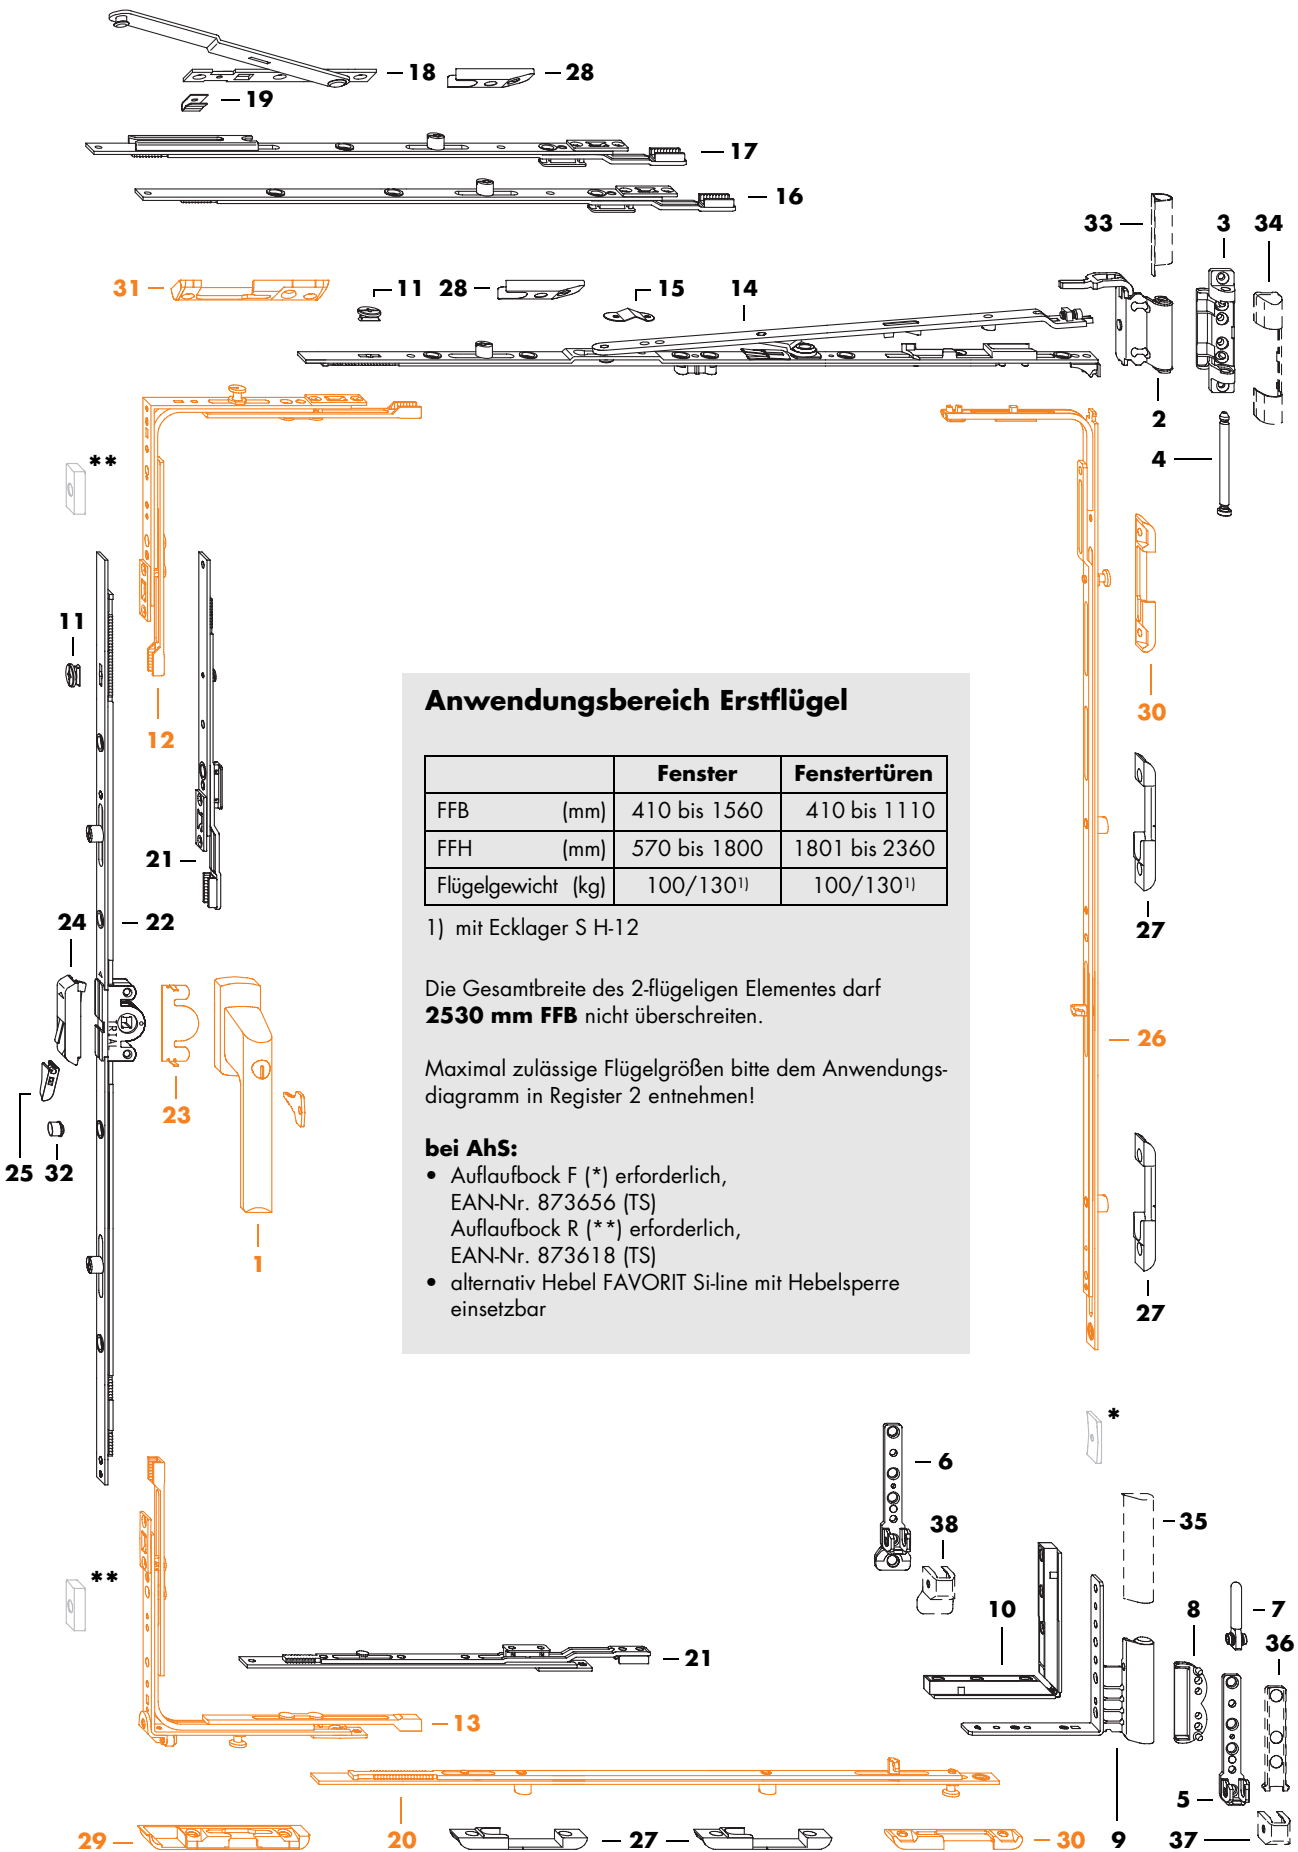 18
28
19
17
16
33
3
34
31
11
28
15
14
2
4
**
11
12
30
Anwendungsbereich Erstflügel
Fenster Fenstertüren
FFB (mm) 410 bis 1560 410 bis 1110
FFH (mm) 570 bis 1800 1801 bis 2360
Flügelgewicht (kg) 100/130 1) 100/130 1)
1) mit Ecklager S H-12
Die Gesamtbreite des 2-flügeligen Elementes darf
2530 mm FFB nicht überschreiten.
Maximal zulässige Flügelgrößen bitte dem Anwendungs-
diagramm in Register 2 entnehmen!
bei AhS:
• Auflaufbock F (*) erforderlich,
EAN-Nr. 873656 (TS)
Auflaufbock R (**) erforderlich,
EAN-Nr. 873618 (TS)
• alternativ Hebel FAVORIT Si-line mit Hebelsperre
einsetzbar
21
24
22
27
TRIAL
26
23
25 32
1
27
*
6
38
35
**
10
8
7
36
21
13
5
29
20
27
30
9
37